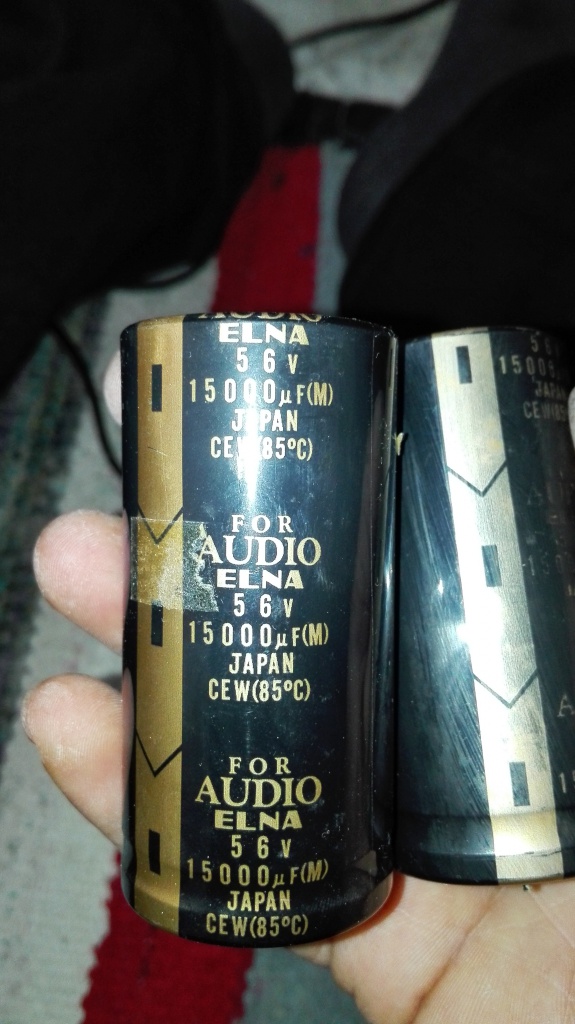 AUDIO
ELNA
56V
15000μF(M)
JAPAN
CEW(85°C)
FOR
AUDIO
ELNA
56V
15000μF(M)
JAPAN
CEW(85°C)
FOR
AUDIO
ELNA
56V
15000μF(M)
JAPAN
CEW(85°C)